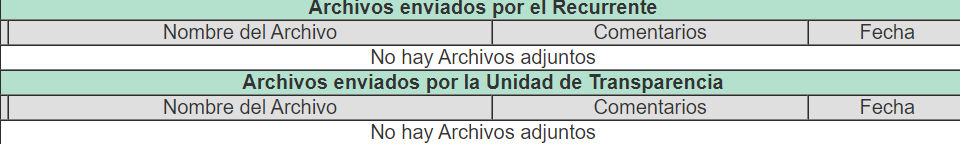 Archivos enviados por el Recurrente
Nombre del Archivo Comentarios Fecha
No hay Archivos adjuntos
Archivos enviados por la Unidad de Transparencia
Nombre del Archivo Comentarios Fecha
No hay Archivos adjuntos